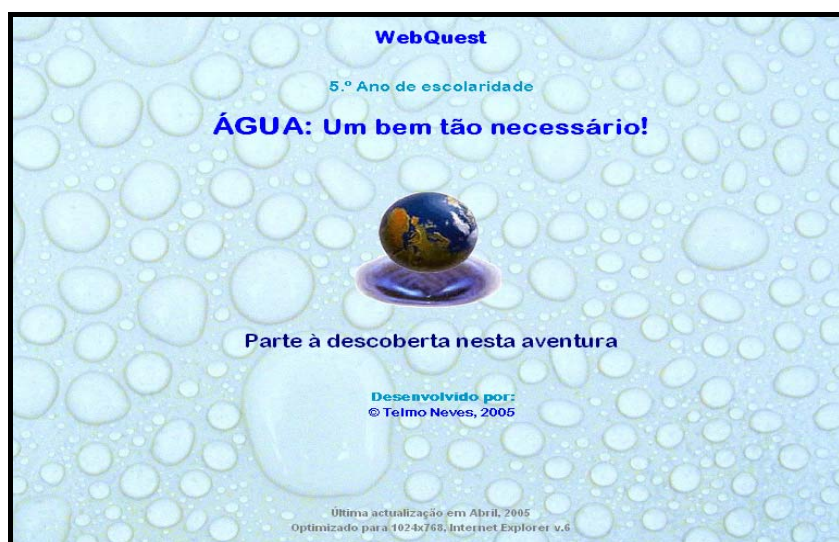 WebQuest
5.º Ano de escolaridade
ÁGUA: Um bem tão necessário!
Parte à descoberta nesta aventura
Desenvolvido por:
© Telmo Neves, 2005
Última actualização em Abril, 2005
Optimizado para 1024x768, Internet Explorer v.6